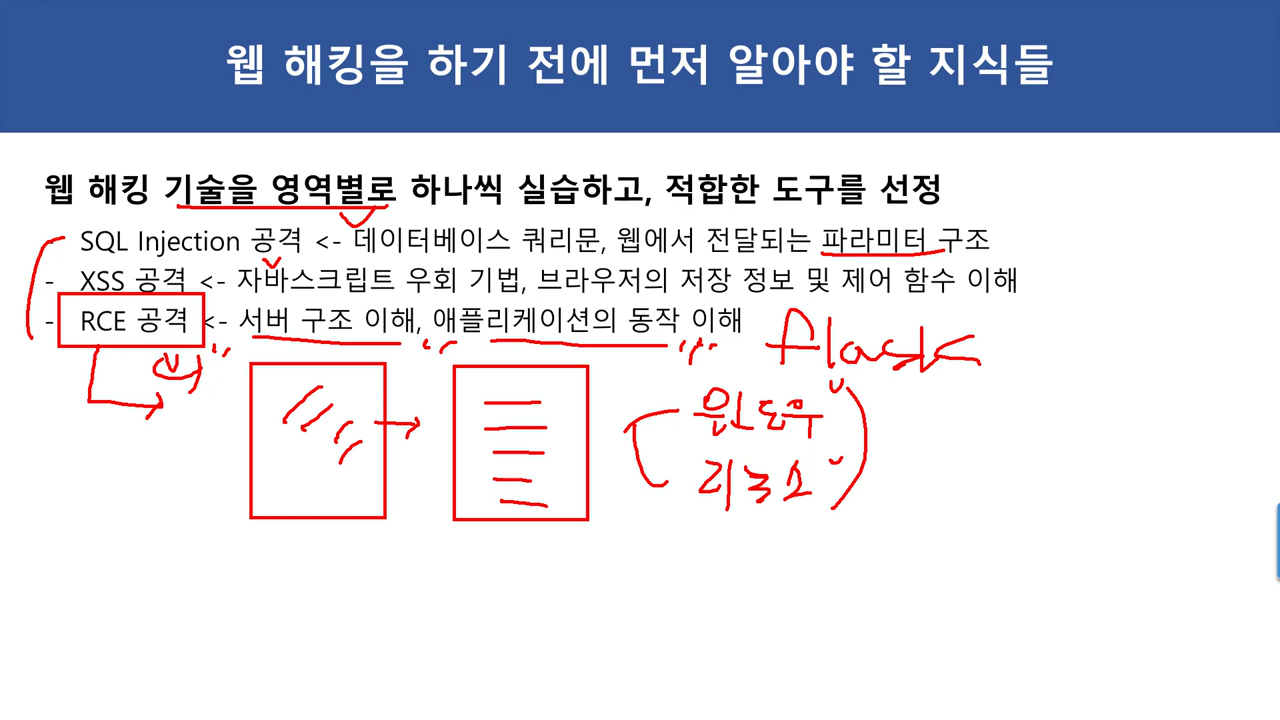 웹 해킹을 하기 전에 먼저 알아야 할 지식들
웹 해킹 기술을 영역별로 하나씩 실습하고, 적합한 도구를 선정
SQL Injection 공격 <- 데이터베이스 쿼리문, 웹에서 전달되는 파라미터 구조
- XSS 공격 <- 자바스크립트 우회 기법, 브라우저의 저장 정보 및 제어 함수 이해
- RCE 공격 <- 서버 구조 이해, 애플리케이션의 동작 이해
flask
윈도우
리눅스